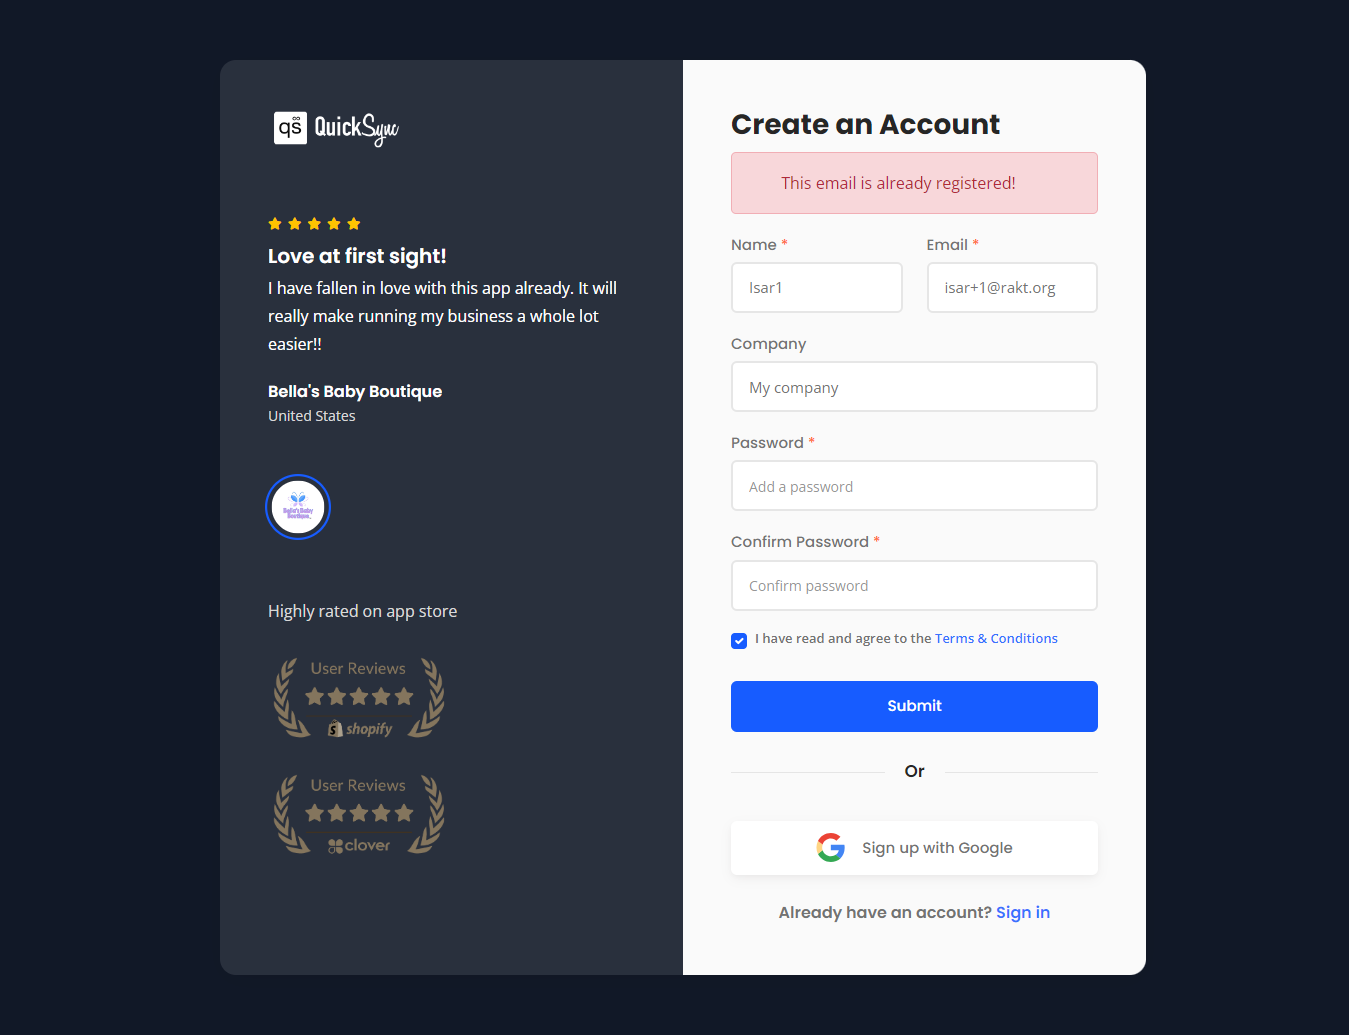 qs QuickSync
Love at first sight!
I have fallen in love with this app already. It will
really make running my business a whole lot
easier!!
Bella's Baby Boutique
United States
Bella's Baby
Boutique
Highly rated on app store
User Reviews
shopify
User Reviews
clover
Create an Account
This email is already registered!
Name *
Email *
Isar1
isar+1@rakt.org
Company
My company
Password *
Add a password
Confirm Password *
Confirm password
I have read and agree to the Terms & Conditions
Submit
Or
Sign up with Google
Already have an account? Sign in